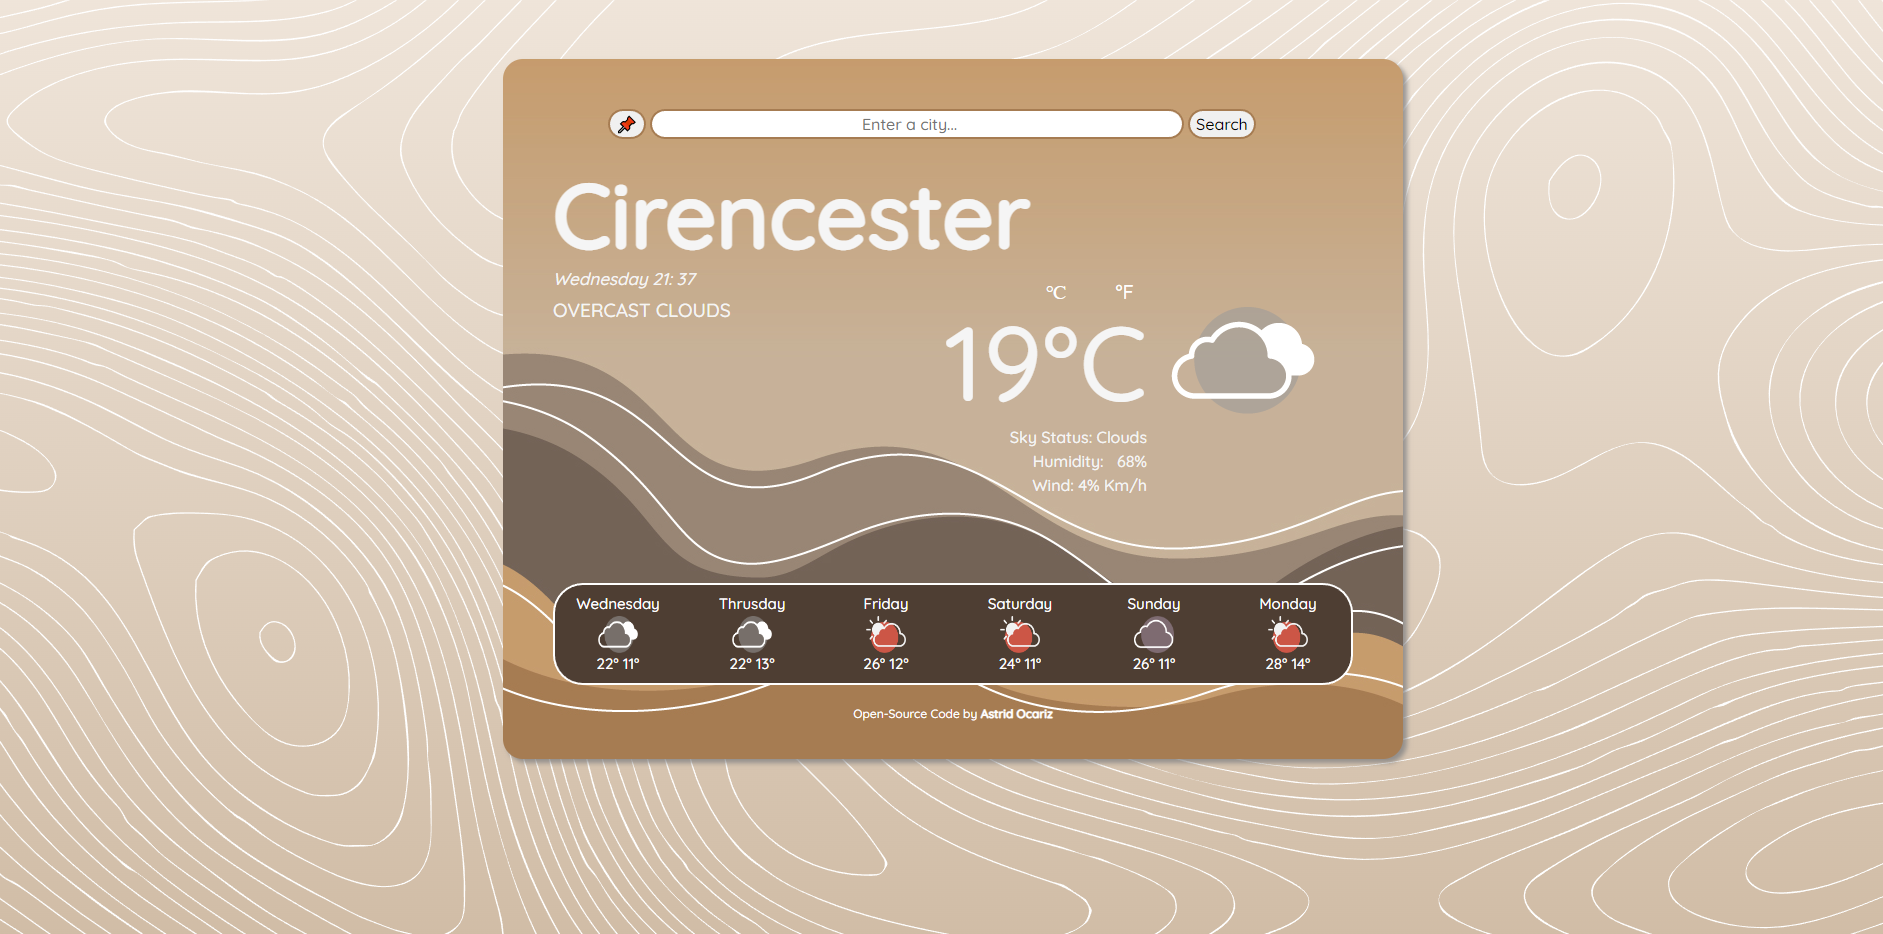 Enter a city... Search
Cirencester
Wednesday 21: 37
OVERCAST CLOUDS
°C °F
19°C
Sky Status: Clouds
Humidity: 68%
Wind: 4% Km/h
Wednesday Thrusday Friday Saturday Sunday Monday
22° 11° 22° 13° 26° 12° 24° 11° 26° 11° 28° 14°
Open-Source Code by Astrid Ocariz